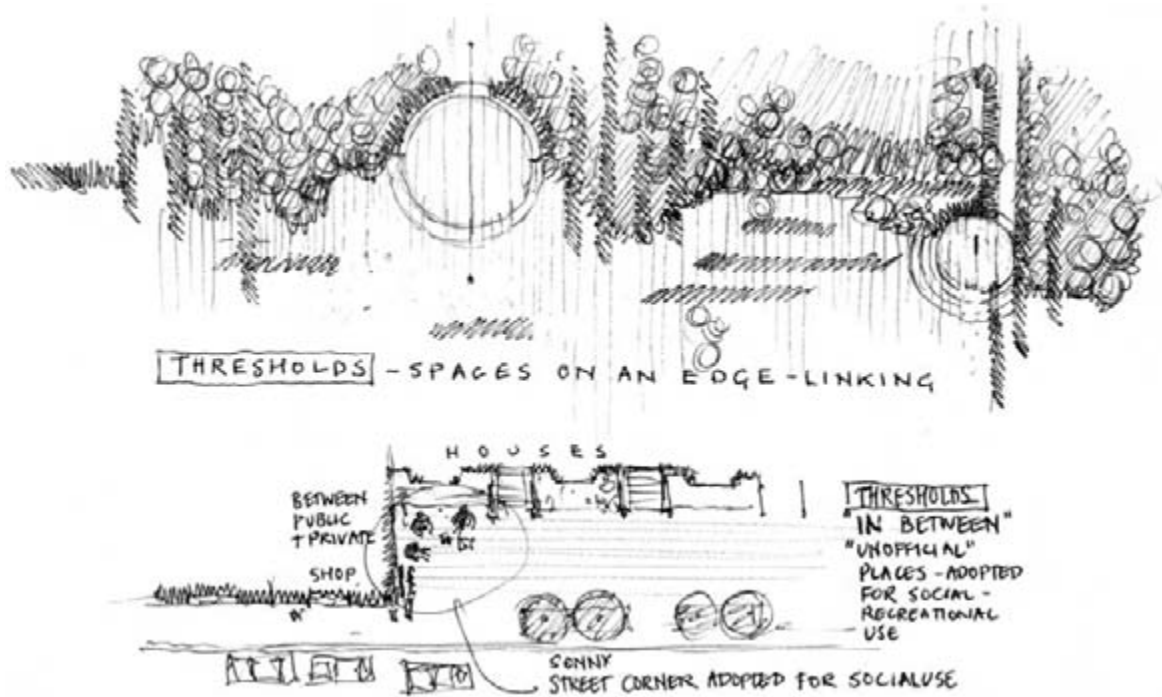 THRESHOLDS - SPACES ON AN EDGE-LINKING
HOUSES
BETWEEN
PUBLIC
+ PRIVATE
SHOP
THRESHOLDS
"IN BETWEEN"
"UNOFFICIAL"
PLACES - ADOPTED
FOR SOCIAL -
RECREATIONAL
USE
SONNY
STREET CORNER ADOPTED FOR SOCIALUSE